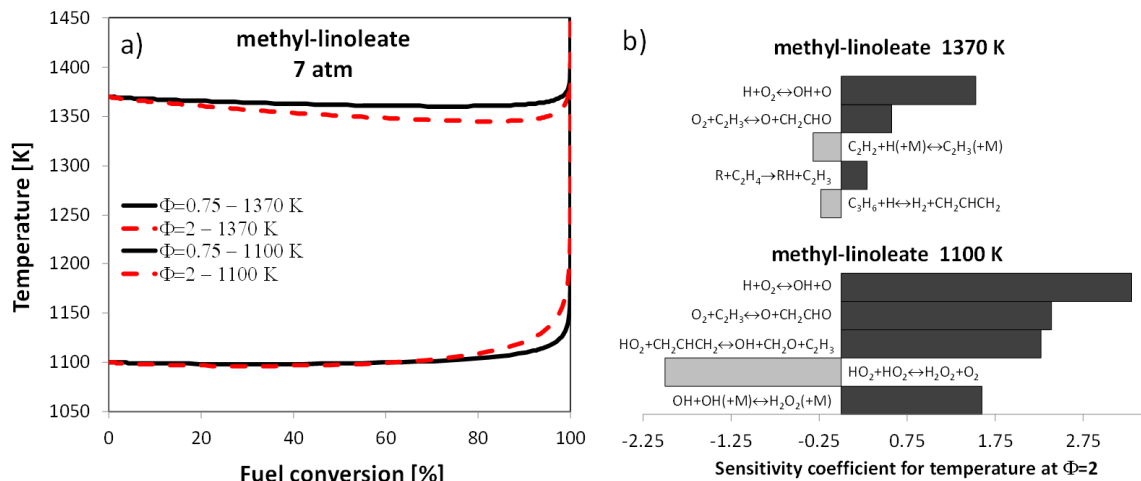 a)
methyl-linoleate
7 atm
Temperature [K]
1450
1400
1350
1300
1250
1200
1150
1100
1050
Φ=0.75 – 1370 K
Φ=2 – 1370 K
Φ=0.75 – 1100 K
Φ=2 – 1100 K
0 20 40 60 80 100
Fuel conversion [%]
b)
methyl-linoleate 1370 K
H+O₂↔OH+O
O₂+C₂H₃↔O+CH₂CHO
C₂H₂+H(+M)↔C₂H₃(+M)
R+C₂H₄→RH+C₂H₃
C₃H₆+H↔H₂+CH₂CHCH₂
methyl-linoleate 1100 K
H+O₂↔OH+O
O₂+C₂H₃↔O+CH₂CHO
HO₂+CH₂CHCH₂↔OH+CH₂O+C₂H₃
HO₂+HO₂↔H₂O₂+O₂
OH+OH(+M)↔H₂O₂(+M)
-2.25 -1.25 -0.25 0.75 1.75 2.75
Sensitivity coefficient for temperature at Φ=2